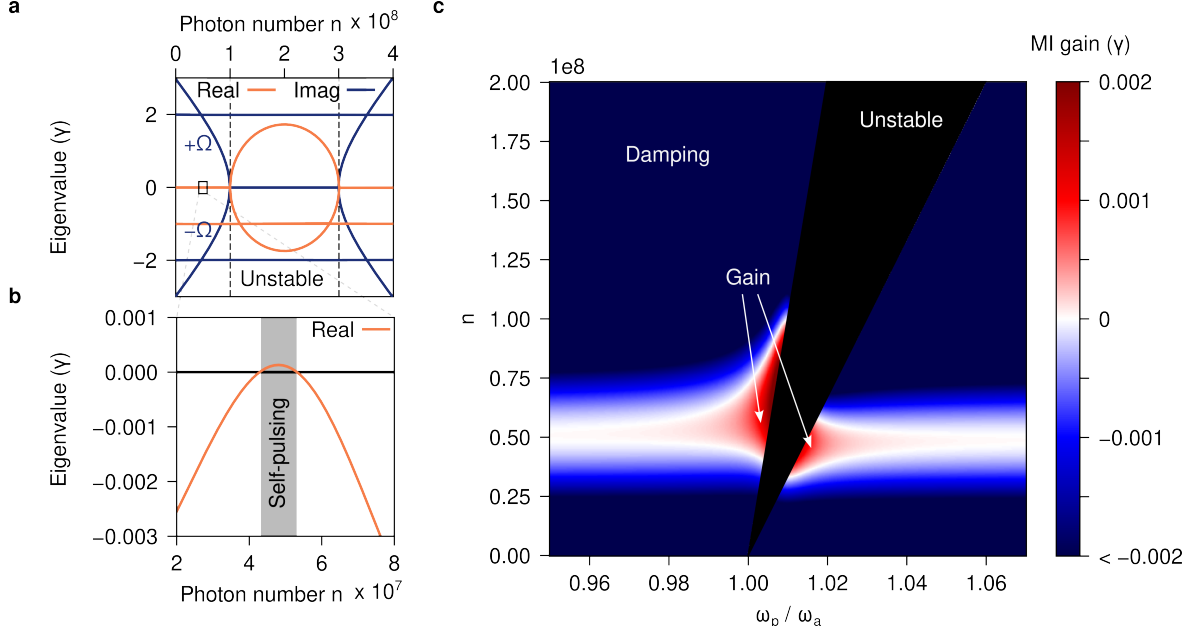 a
Photon number n x 10⁸
0 1 2 3 4
Real Imag
Eigenvalue (γ)
2
0
−2
+Ω
−Ω
Unstable
b
0.001
0.000
−0.001
−0.002
−0.003
Eigenvalue (γ)
Real
Self-pulsing
2 4 6 8
Photon number n x 10⁷
c
1e8
2.00
1.75
1.50
1.25
1.00
0.75
0.50
0.25
0.00
n
Damping
Unstable
Gain
0.96 0.98 1.00 1.02 1.04 1.06
ωₚ / ωₐ
MI gain (γ)
0.002
0.001
0
−0.001
< −0.002